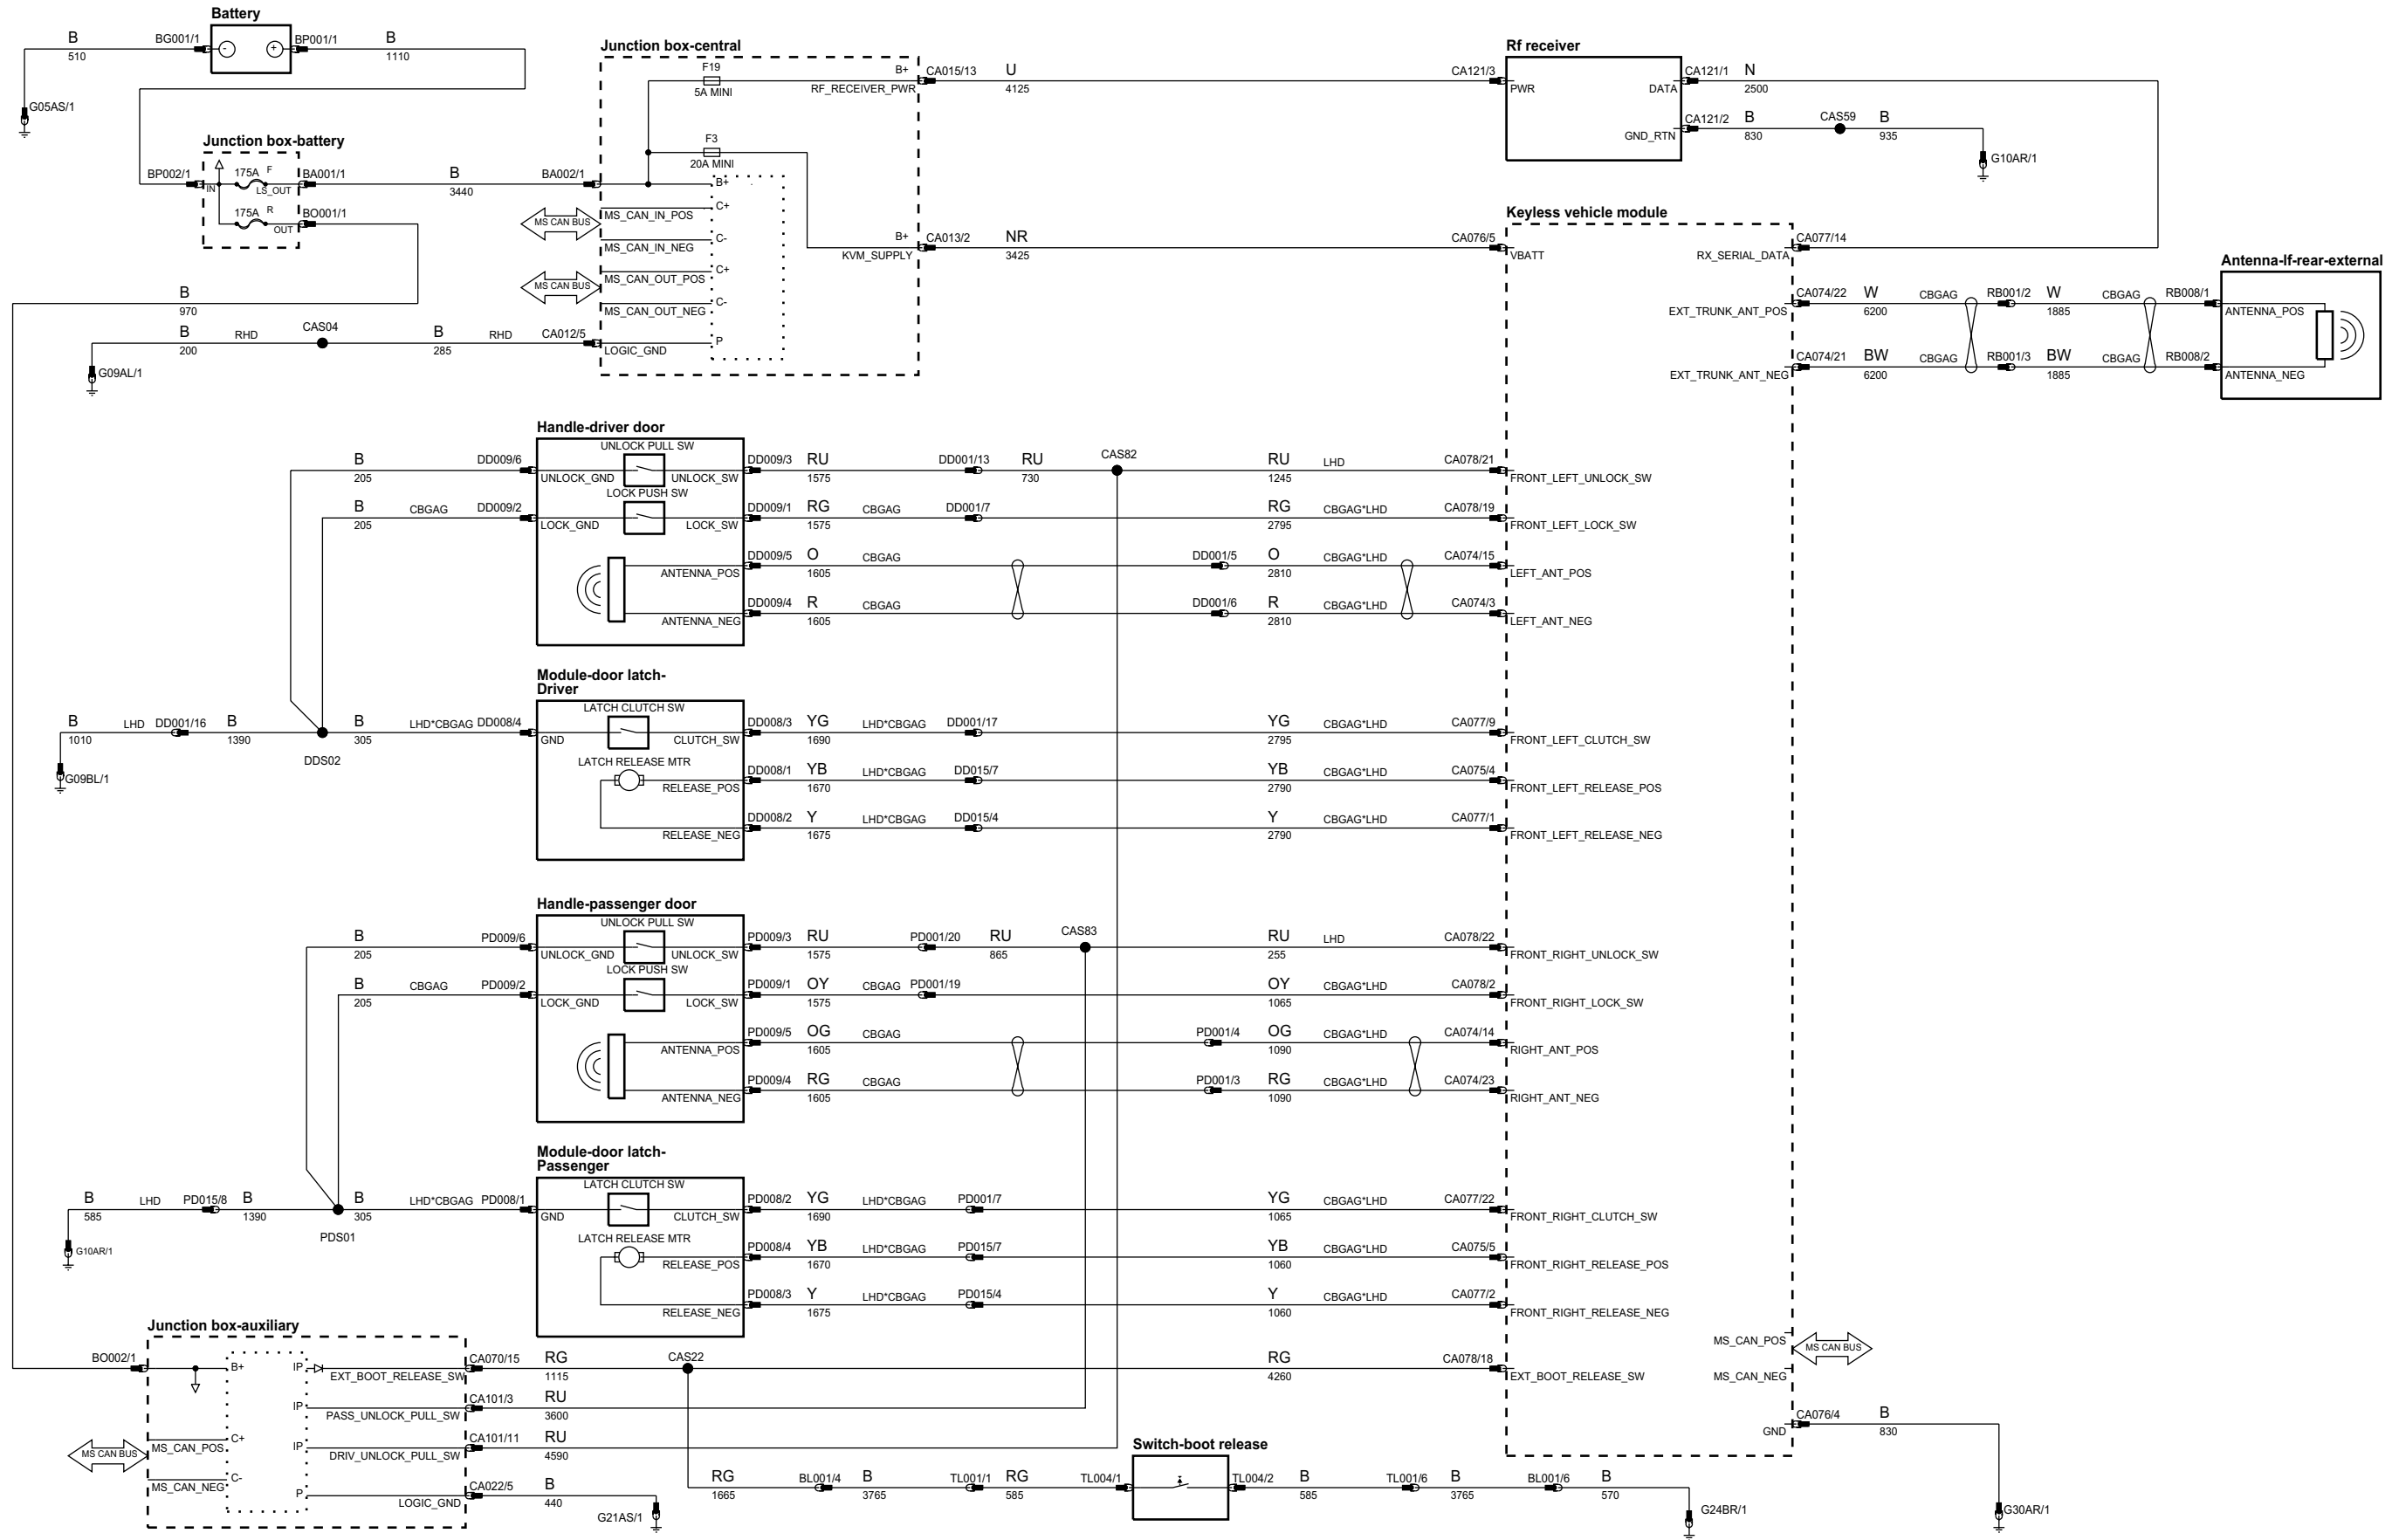 Battery
B
510
BG001/1
-
+
BP001/1
B
1110
G05AS/1
Junction box-battery
BP002/1
IN
175A
F
LS_OUT
BA001/1
B
3440
BA002/1
175A
R
OUT
BO001/1
B
970
B
200
RHD
CAS04
B
285
RHD
CA012/5
G09AL/1
Junction box-central
F19
5A MINI
B+
RF_RECEIVER_PWR
CA015/13
U
4125
CA121/3
F3
20A MINI
B+
C+
MS_CAN_IN_POS
MS CAN BUS
C-
MS_CAN_IN_NEG
C+
MS_CAN_OUT_POS
MS CAN BUS
C-
MS_CAN_OUT_NEG
P
LOGIC_GND
B+
KVM_SUPPLY
CA013/2
NR
3425
CA076/5
Rf receiver
PWR
DATA
CA121/1
N
2500
GND_RTN
CA121/2
B
830
CAS59
B
935
G10AR/1
Keyless vehicle module
VBATT
RX_SERIAL_DATA
CA077/14
EXT_TRUNK_ANT_POS
CA074/22
W
6200
CBGAG
RB001/2
W
1885
CBGAG
RB008/1
EXT_TRUNK_ANT_NEG
CA074/21
BW
6200
CBGAG
RB001/3
BW
1885
CBGAG
RB008/2
Antenna-lf-rear-external
ANTENNA_POS
ANTENNA_NEG
Handle-driver door
UNLOCK PULL SW
B
205
DD009/6
UNLOCK_GND
UNLOCK_SW
DD009/3
RU
1575
DD001/13
RU
730
CAS82
RU
1245
LHD
CA078/21
FRONT_LEFT_UNLOCK_SW
LOCK PUSH SW
B
205
CBGAG
DD009/2
LOCK_GND
LOCK_SW
DD009/1
RG
1575
CBGAG
DD001/7
RG
2795
CBGAG*LHD
CA078/19
FRONT_LEFT_LOCK_SW
ANTENNA_POS
DD009/5
O
1605
CBGAG
DD001/5
O
2810
CBGAG*LHD
CA074/15
LEFT_ANT_POS
ANTENNA_NEG
DD009/4
R
1605
CBGAG
DD001/6
R
2810
CBGAG*LHD
CA074/3
LEFT_ANT_NEG
Module-door latch-
Driver
LATCH CLUTCH SW
B
1010
LHD
DD001/16
B
1390
DDS02
B
305
LHD*CBGAG
DD008/4
G09BL/1
GND
CLUTCH_SW
DD008/3
YG
1690
LHD*CBGAG
DD001/17
YG
2795
CBGAG*LHD
CA077/9
FRONT_LEFT_CLUTCH_SW
LATCH RELEASE MTR
RELEASE_POS
DD008/1
YB
1670
LHD*CBGAG
DD015/7
YB
2790
CBGAG*LHD
CA075/4
FRONT_LEFT_RELEASE_POS
RELEASE_NEG
DD008/2
Y
1675
LHD*CBGAG
DD015/4
Y
2790
CBGAG*LHD
CA077/1
FRONT_LEFT_RELEASE_NEG
Handle-passenger door
UNLOCK PULL SW
B
205
PD009/6
UNLOCK_GND
UNLOCK_SW
PD009/3
RU
1575
PD001/20
RU
865
CAS83
RU
255
LHD
CA078/22
FRONT_RIGHT_UNLOCK_SW
LOCK PUSH SW
B
205
CBGAG
PD009/2
LOCK_GND
LOCK_SW
PD009/1
OY
1575
CBGAG
PD001/19
OY
1065
CBGAG*LHD
CA078/2
FRONT_RIGHT_LOCK_SW
ANTENNA_POS
PD009/5
OG
1605
CBGAG
PD001/4
OG
1090
CBGAG*LHD
CA074/14
RIGHT_ANT_POS
ANTENNA_NEG
PD009/4
RG
1605
CBGAG
PD001/3
RG
1090
CBGAG*LHD
CA074/23
RIGHT_ANT_NEG
Module-door latch-
Passenger
LATCH CLUTCH SW
B
585
LHD
PD015/8
B
1390
PDS01
B
305
LHD*CBGAG
PD008/1
G10AR/1
GND
CLUTCH_SW
PD008/2
YG
1690
LHD*CBGAG
PD001/7
YG
1065
CBGAG*LHD
CA077/22
FRONT_RIGHT_CLUTCH_SW
LATCH RELEASE MTR
RELEASE_POS
PD008/4
YB
1670
LHD*CBGAG
PD015/7
YB
1060
CBGAG*LHD
CA075/5
FRONT_RIGHT_RELEASE_POS
RELEASE_NEG
PD008/3
Y
1675
LHD*CBGAG
PD015/4
Y
1060
CBGAG*LHD
CA077/2
FRONT_RIGHT_RELEASE_NEG
MS_CAN_POS
MS CAN BUS
MS_CAN_NEG
Junction box-auxiliary
BO002/1
B+
IP
EXT_BOOT_RELEASE_SW
CA070/15
RG
1115
CAS22
RG
4260
CA078/18
EXT_BOOT_RELEASE_SW
IP
PASS_UNLOCK_PULL_SW
CA101/3
RU
3600
C+
MS_CAN_POS
MS CAN BUS
IP
DRIV_UNLOCK_PULL_SW
CA101/11
RU
4590
C-
MS_CAN_NEG
P
LOGIC_GND
CA022/5
B
440
G21AS/1
GND
CA076/4
B
830
G30AR/1
Switch-boot release
RG
1665
BL001/4
B
3765
TL001/1
RG
585
TL004/1
TL004/2
B
585
TL001/6
B
3765
BL001/6
B
570
G24BR/1